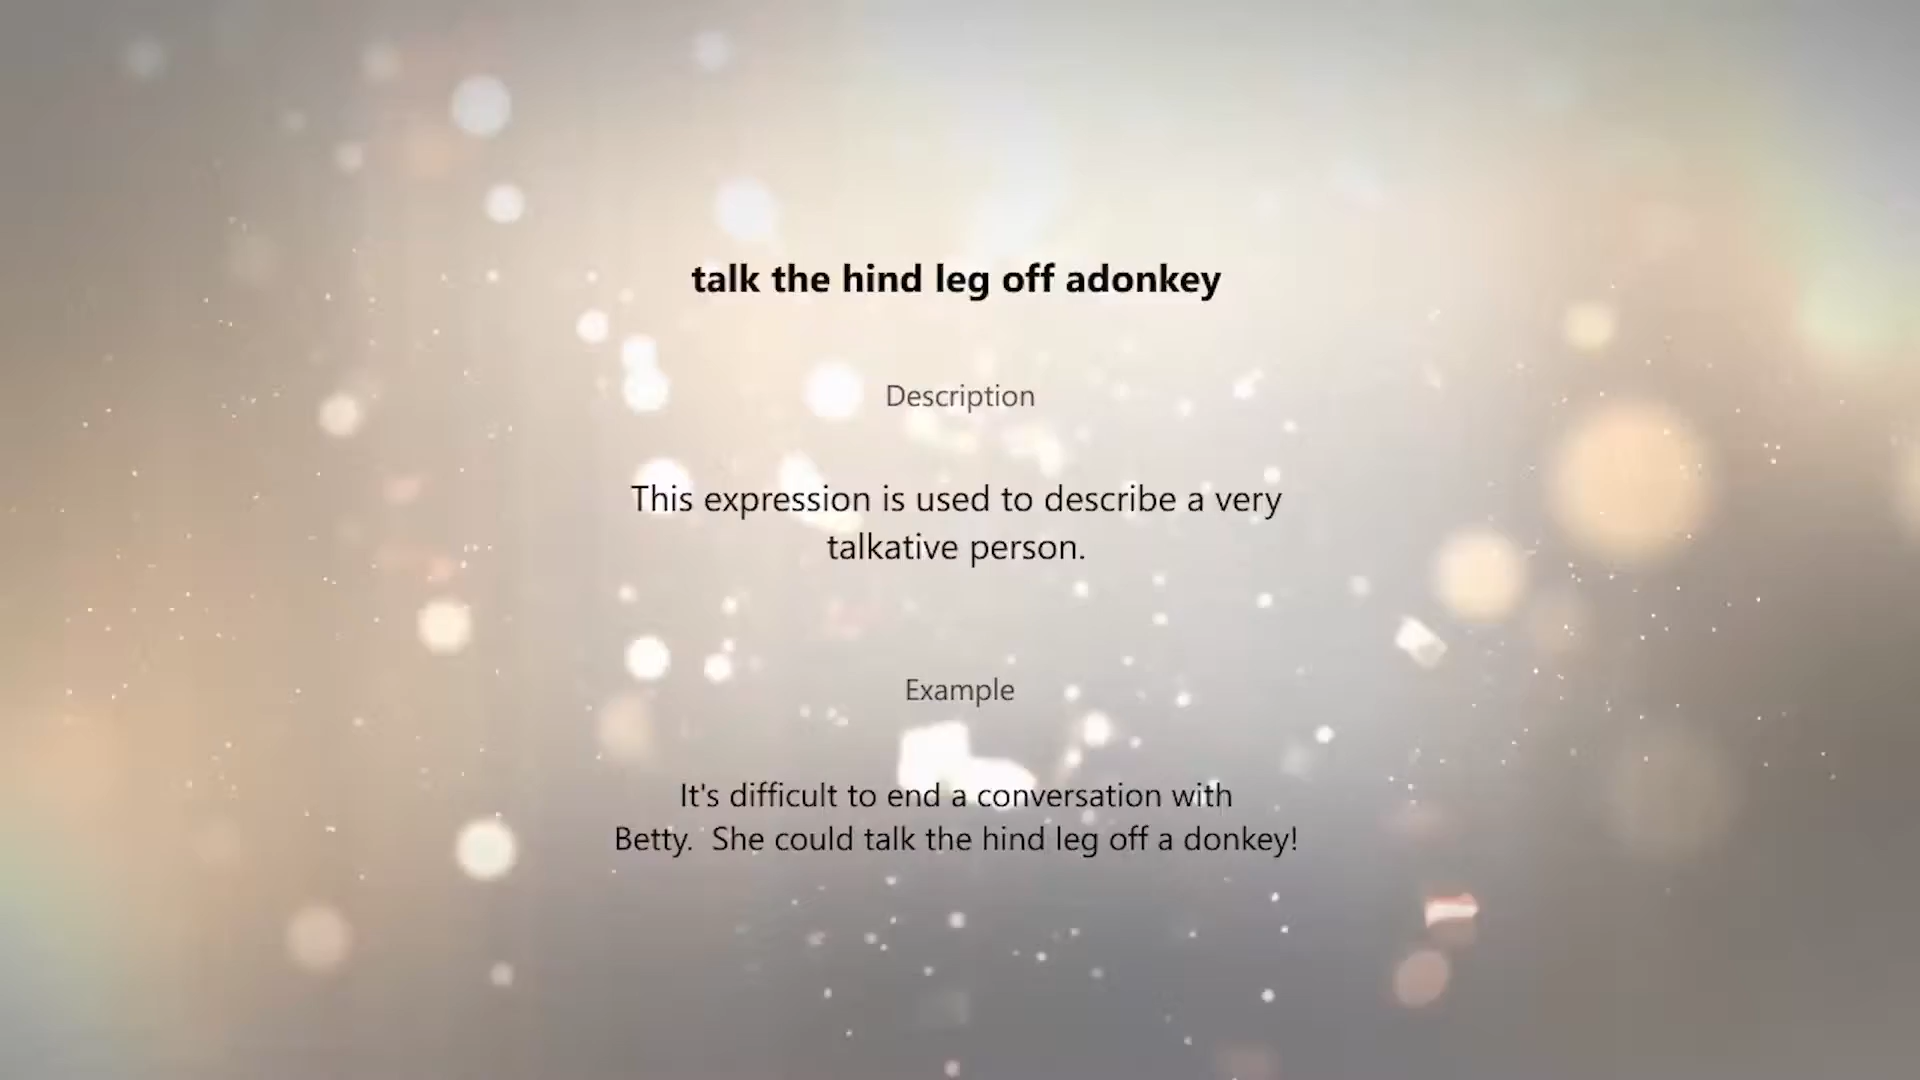 talk the hind leg off adonkey
Description
This expression is used to describe a very
talkative person.
Example
It's difficult to end a conversation with
Betty.  She could talk the hind leg off a donkey!